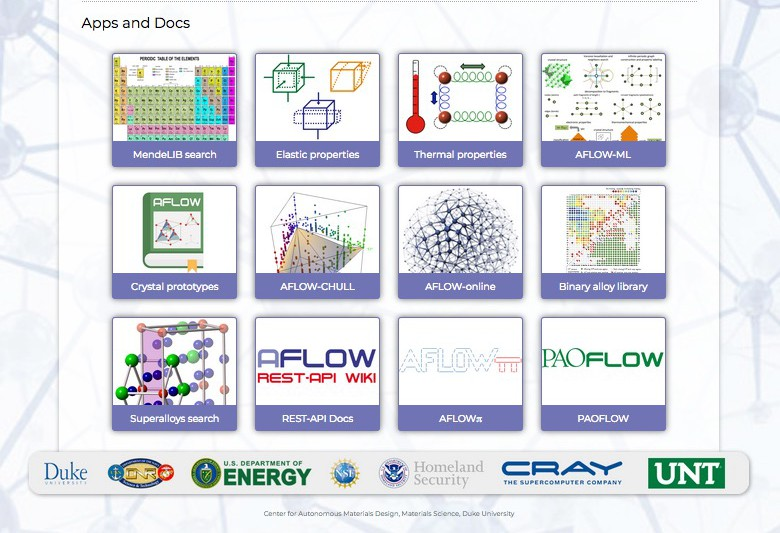 Apps and Docs
PERIODIC TABLE OF THE ELEMENTS
MendeLIB search
Elastic properties
Thermal properties
AFLOW-ML
AFLOW
Crystal prototypes
AFLOW-CHULL
AFLOW-online
Binary alloy library
Superalloys search
AFLOW
REST-API WIKI
REST-API Docs
AFLOWπ
AFLOWπ
PAOFLOW
PAOFLOW
Duke
UNIVERSITY
ONR
U.S. DEPARTMENT OF
ENERGY
NSF
Homeland
Security
CRAY
THE SUPERCOMPUTER COMPANY
UNT
Center for Autonomous Materials Design, Materials Science, Duke University